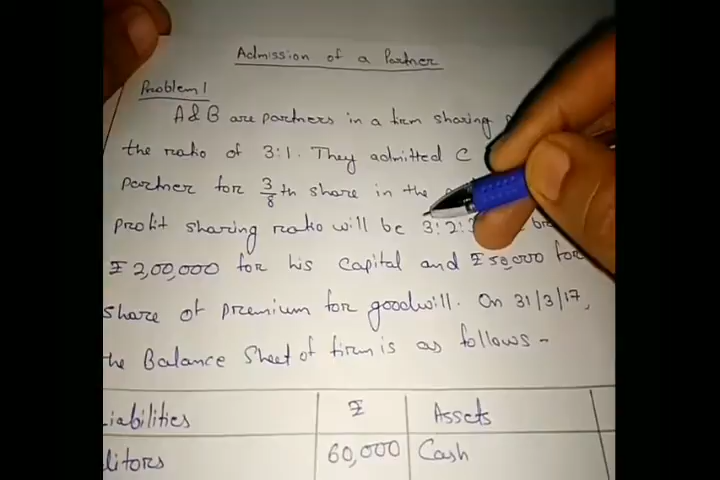 Admission of a Partner
Problem 1
A & B are partners in a firm sharing
the ratio of 3:1. They admitted C
partner for 3/8 th share in the
profit sharing ratio will be 3:2:3
₹ 2,00,000 for his capital and ₹ 50,000 for
share of premium for goodwill. On 31/3/17,
the Balance Sheet of firm is as follows -
Liabilities ₹ Assets
ditors 60,000 Cash